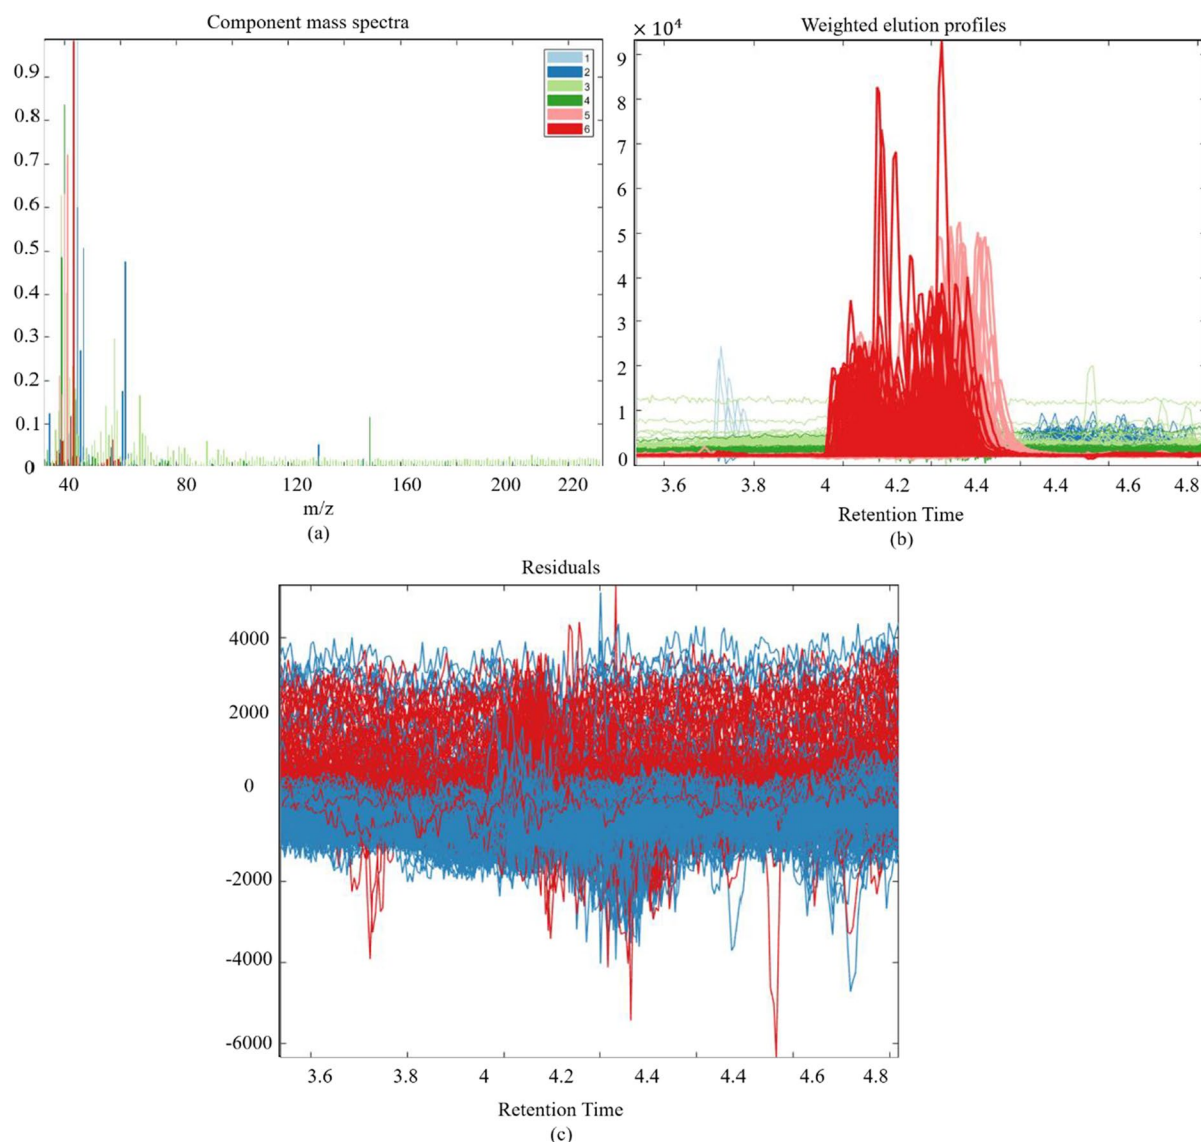 Component mass spectra
0.9
0.8
0.7
0.6
0.5
0.4
0.3
0.2
0.1
0
1
2
3
4
5
6
40 80 120 160 200 220
m/z
(a)
Weighted elution profiles
× 10⁴
9
8
7
6
5
4
3
2
1
0
3.6 3.8 4 4.2 4.4 4.4 4.6 4.8
Retention Time
(b)
Residuals
4000
2000
0
-2000
-4000
-6000
3.6 3.8 4 4.2 4.4 4.4 4.6 4.8
Retention Time
(c)